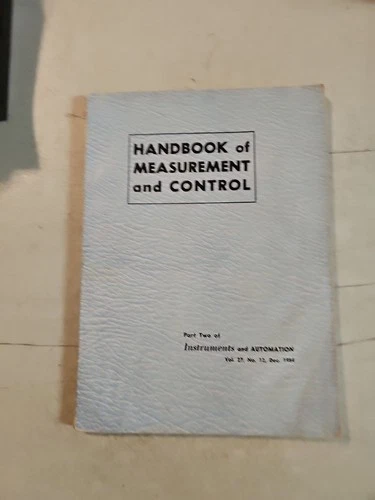 HANDBOOK of
MEASUREMENT
and CONTROL
Part Two of
Instruments and AUTOMATION
Vol. 27, No. 12, Dec. 1954